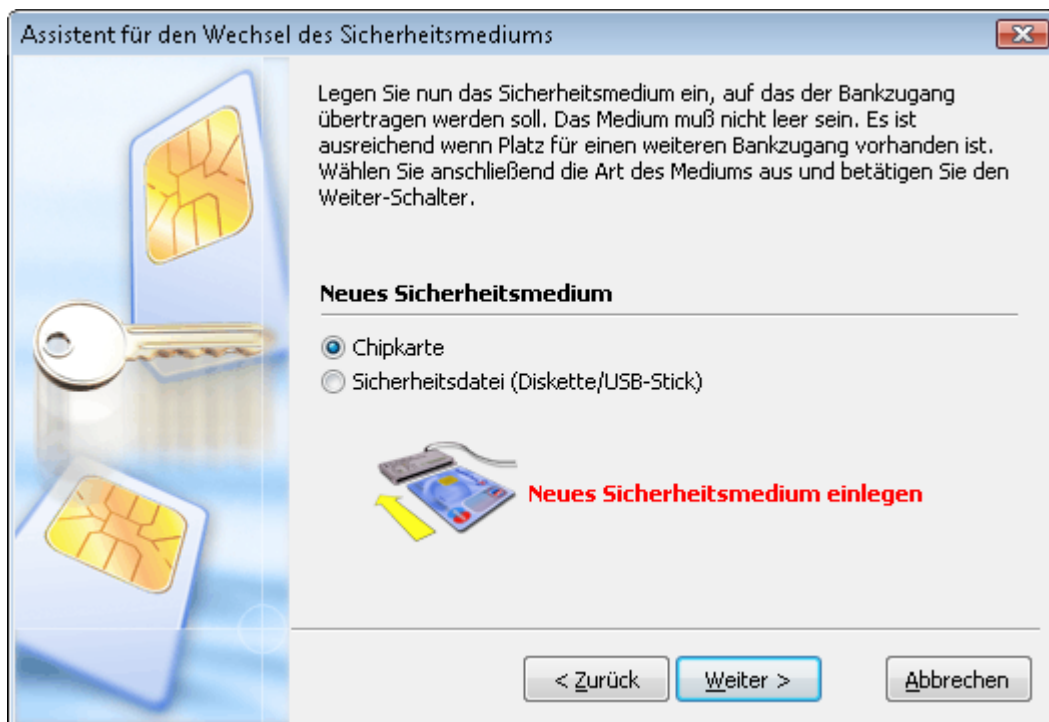 Assistent für den Wechsel des Sicherheitsmediums
Legen Sie nun das Sicherheitsmedium ein, auf das der Bankzugang
übertragen werden soll. Das Medium muß nicht leer sein. Es ist
ausreichend wenn Platz für einen weiteren Bankzugang vorhanden ist.
Wählen Sie anschließend die Art des Mediums aus und betätigen Sie den
Weiter-Schalter.
Neues Sicherheitsmedium
Chipkarte
Sicherheitsdatei (Diskette/USB-Stick)
Neues Sicherheitsmedium einlegen
< Zurück
Weiter >
Abbrechen